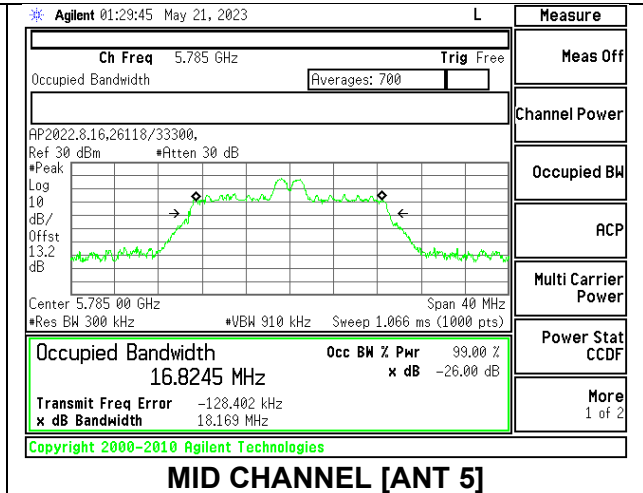 Agilent 01:29:45 May 21, 2023 L Measure
Ch Freq 5.785 GHz Trig Free
Occupied Bandwidth Averages: 700
Meas Off
Channel Power
Occupied BW
ACP
Multi Carrier
Power
Power Stat
CCDF
More
1 of 2
AP2022.8.16,26118/33300,
Ref 30 dBm #Atten 30 dB
#Peak
Log
10
dB/
Offst
13.2
dB
Center 5.785 00 GHz Span 40 MHz
#Res BW 300 kHz #VBW 910 kHz Sweep 1.066 ms (1000 pts)
Occupied Bandwidth Occ BW % Pwr 99.00 %
16.8245 MHz x dB -26.00 dB
Transmit Freq Error -128.402 kHz
x dB Bandwidth 18.169 MHz
Copyright 2000-2010 Agilent Technologies
MID CHANNEL [ANT 5]